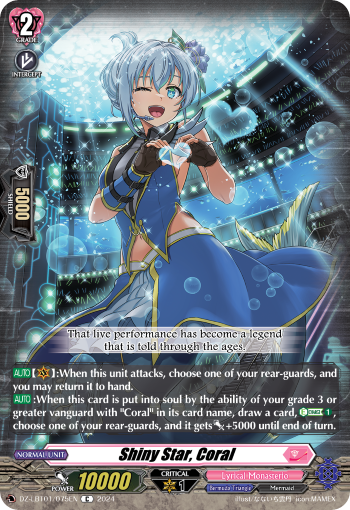 2
GRADE
INTERCEPT
5000
SHIELD
That live performance has become a legend
that is told through the ages.
AUTO【】:When this unit attacks, choose one of your rear-guards, and
you may return it to hand.
AUTO:When this card is put into soul by the ability of your grade 3 or
greater vanguard with "Coral" in its card name, draw a card,
choose one of your rear-guards, and it gets +5000 until end of turn.
NORMAL UNIT
Shiny Star, Coral
POWER 10000 CRITICAL 1
Lyrical Monasterio
Bermuda Triangle Mermaid
DZ-LBT01/075EN C 2024